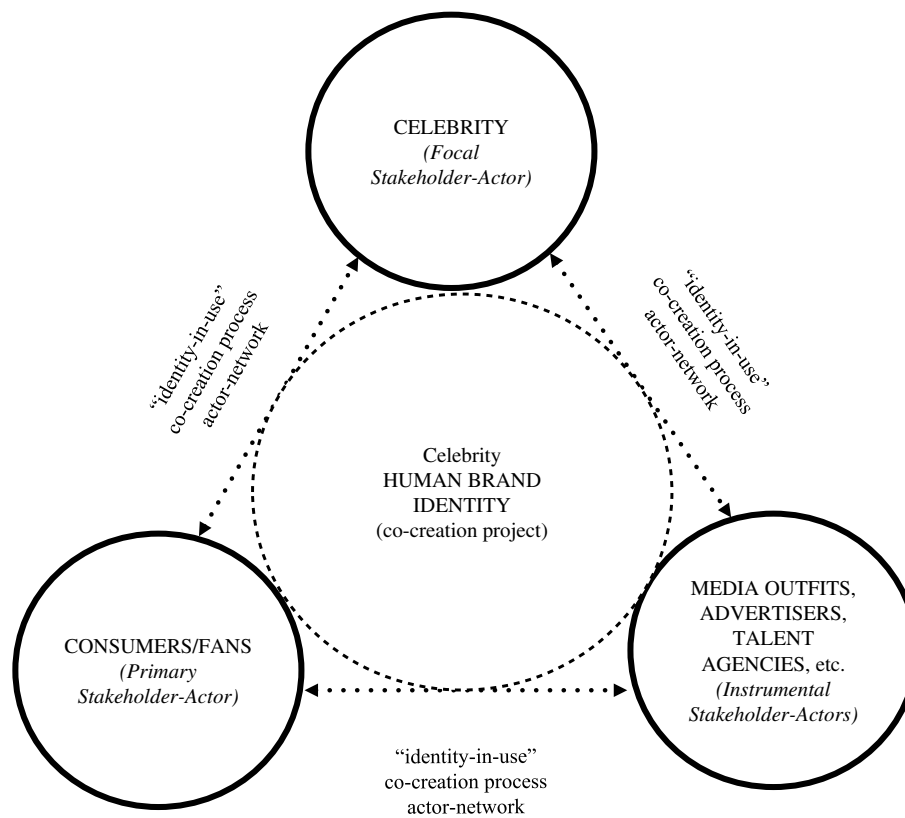 CELEBRITY
(Focal
Stakeholder-Actor)
“identity-in-use”
co-creation process
actor-network
“identity-in-use”
co-creation process
actor-network
Celebrity
HUMAN BRAND
IDENTITY
(co-creation project)
CONSUMERS/FANS
(Primary
Stakeholder-Actor)
MEDIA OUTFITS,
ADVERTISERS,
TALENT
AGENCIES, etc.
(Instrumental
Stakeholder-Actors)
“identity-in-use”
co-creation process
actor-network